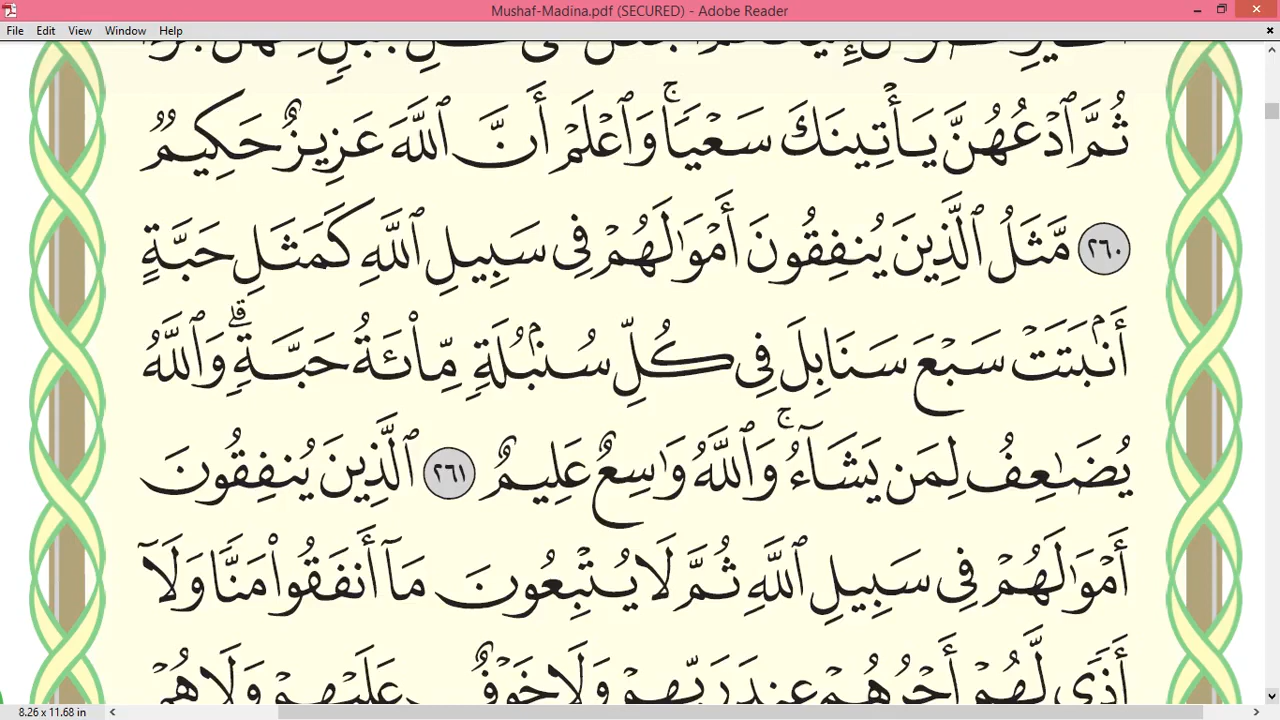 Mushaf-Madina.pdf (SECURED) - Adobe Reader
File Edit View Window Help
ثُمَّ ٱدْعُهُنَّ يَأْتِينَكَ سَعْيًا ۚ وَٱعْلَمْ أَنَّ ٱللَّهَ عَزِيزٌ حَكِيمٌ
٢٦٠ مَّثَلُ ٱلَّذِينَ يُنفِقُونَ أَمْوَٰلَهُمْ فِى سَبِيلِ ٱللَّهِ كَمَثَلِ حَبَّةٍ
أَنۢبَتَتْ سَبْعَ سَنَابِلَ فِى كُلِّ سُنۢبُلَةٍ مِّا۟ئَةُ حَبَّةٍ ۗ وَٱللَّهُ
يُضَٰعِفُ لِمَن يَشَآءُ ۚ وَٱللَّهُ وَٰسِعٌ عَلِيمٌ ٢٦١ ٱلَّذِينَ يُنفِقُونَ
أَمْوَٰلَهُمْ فِى سَبِيلِ ٱللَّهِ ثُمَّ لَا يُتْبِعُونَ مَآ أَنفَقُوا۟ مَنًّا وَلَآ
أَذًى لَّهُمْ أَجْرُهُمْ عِندَ رَبِّهِمْ وَلَا خَوْفٌ عَلَيْهِمْ وَلَا هُمْ
8.26 x 11.68 in